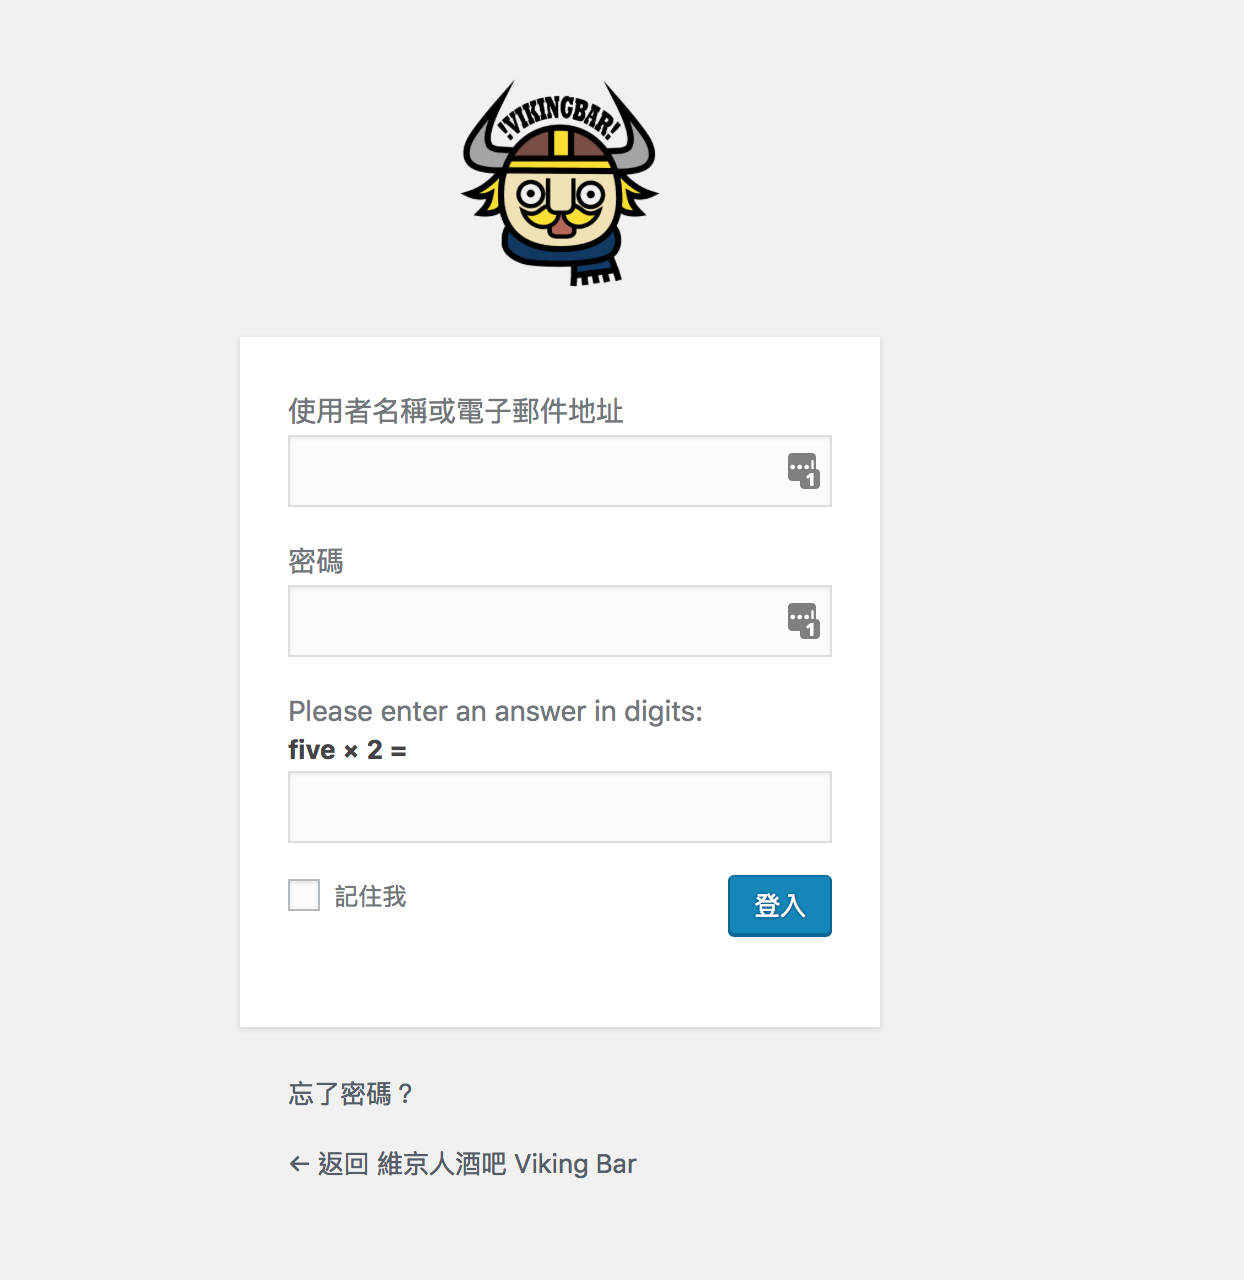 !VIKINGBAR!
使用者名稱或電子郵件地址
1
密碼
1
Please enter an answer in digits:
five × 2 =
記住我
登入
忘了密碼？
← 返回 維京人酒吧 Viking Bar